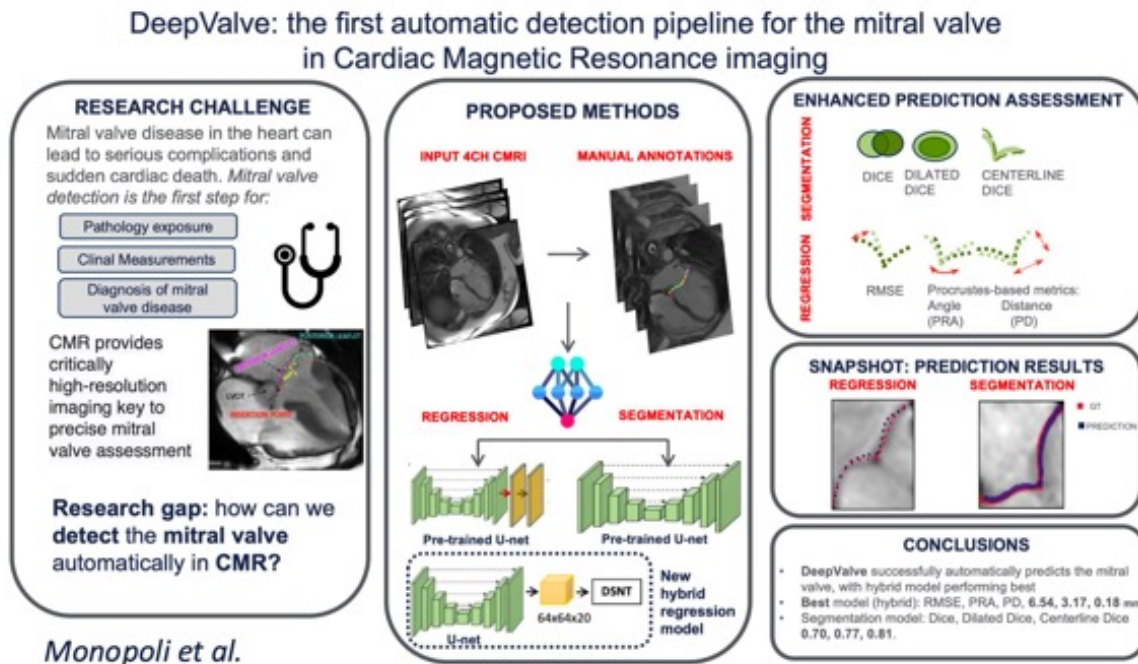 DeepValve: the first automatic detection pipeline for the mitral valve
in Cardiac Magnetic Resonance imaging
RESEARCH CHALLENGE
Mitral valve disease in the heart can
lead to serious complications and
sudden cardiac death. Mitral valve
detection is the first step for:
Pathology exposure
Clinal Measurements
Diagnosis of mitral
valve disease
CMR provides
critically
high-resolution
imaging key to
precise mitral
valve assessment
LVOT
INSERTION POINT
Research gap: how can we
detect the mitral valve
automatically in CMR?
Monopoli et al.
PROPOSED METHODS
INPUT 4CH CMRI
MANUAL ANNOTATIONS
REGRESSION
SEGMENTATION
Pre-trained U-net
Pre-trained U-net
U-net
64x64x20
DSNT
New
hybrid
regression
model
ENHANCED PREDICTION ASSESSMENT
SEGMENTATION
DICE
DILATED
DICE
CENTERLINE
DICE
REGRESSION
RMSE
Procrustes-based metrics:
Angle
(PRA)
Distance
(PD)
SNAPSHOT: PREDICTION RESULTS
REGRESSION
SEGMENTATION
GT
PREDICTION
CONCLUSIONS
• DeepValve successfully automatically predicts the mitral
valve, with hybrid model performing best
• Best model (hybrid): RMSE, PRA, PD, 6.54, 3.17, 0.18 mm
• Segmentation model: Dice, Dilated Dice, Centerline Dice
0.70, 0.77, 0.81.